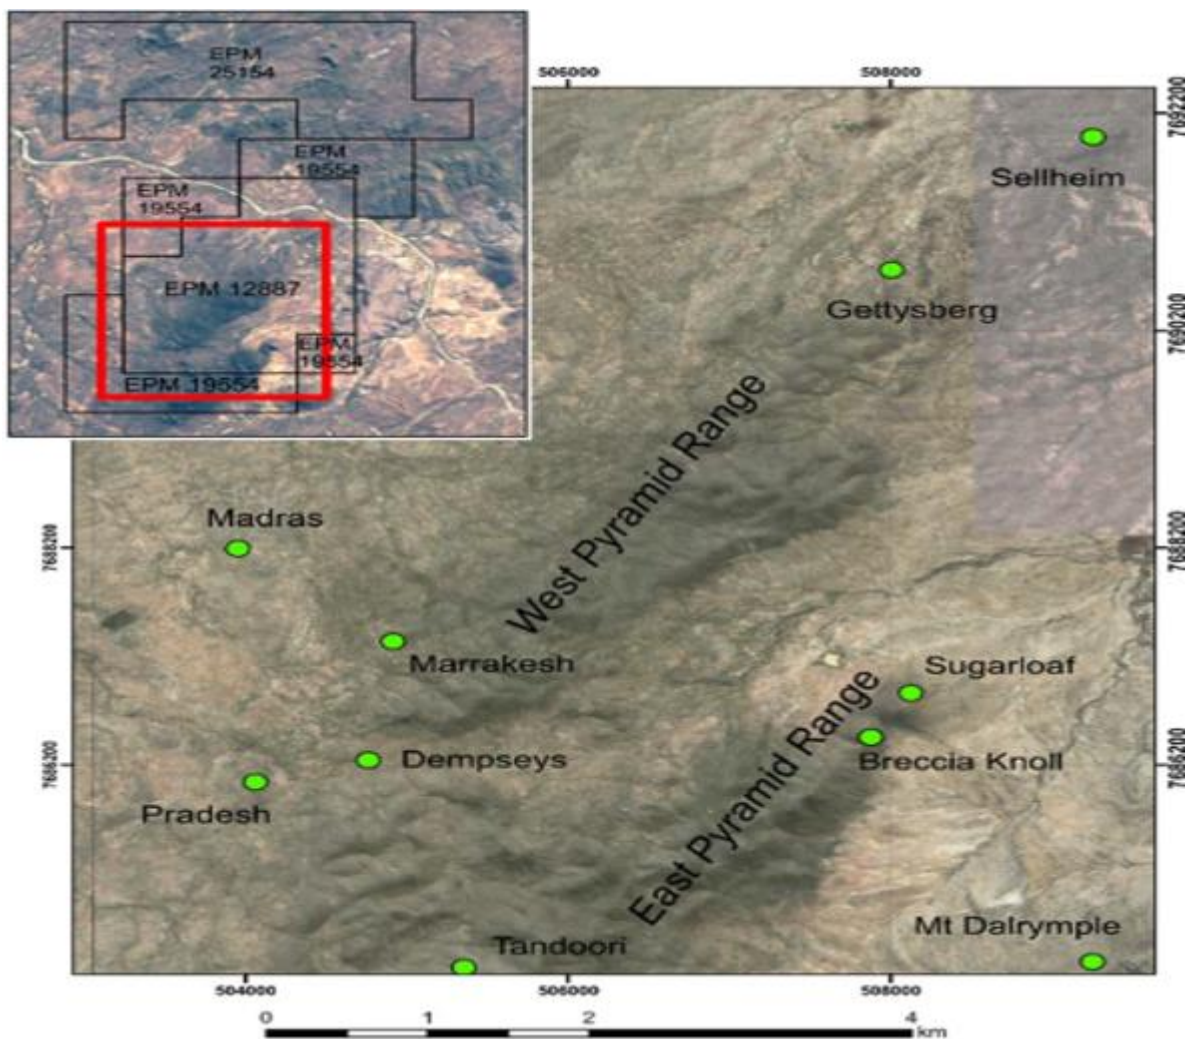 EPM
25154
EPM
19554
EPM
19554
EPM 12887
EPM
19554
EPM 19554
506000
508000
7692200
Sellheim
Gettysberg
7690200
West Pyramid Range
Madras
7688200
7688200
Marrakesh
Sugarloaf
East Pyramid Range
Dempseys
Breccia Knoll
7686200
7686200
Pradesh
Mt Dalrymple
Tandoori
504000
506000
508000
0
1
2
4
km